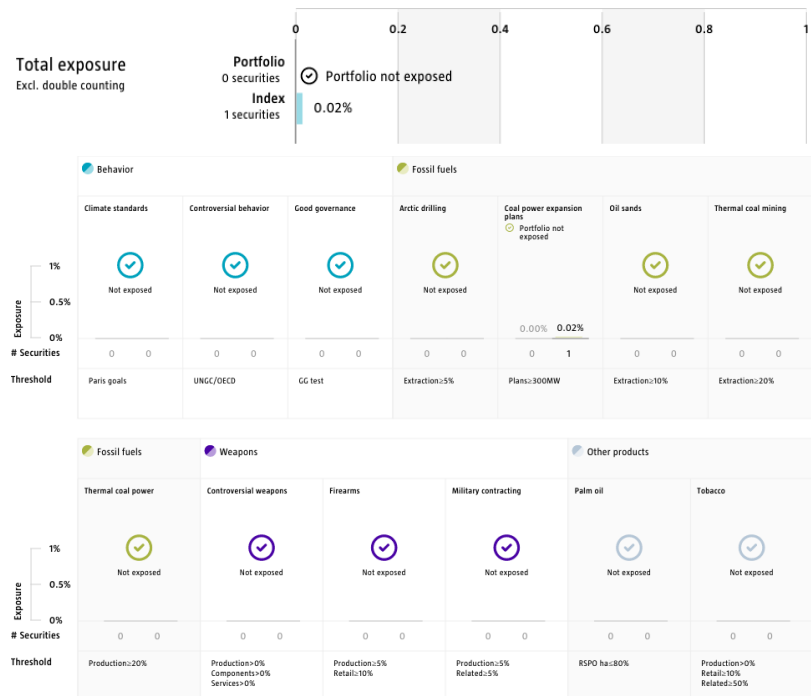 0 0.2 0.4 0.6 0.8 1
Total exposure
Excl. double counting
Portfolio
0 securities
Portfolio not exposed
Index
1 securities
0.02%
Behavior
Fossil fuels
Climate standards
Controversial behavior
Good governance
Arctic drilling
Coal power expansion
plans
Portfolio not
exposed
Oil sands
Thermal coal mining
Exposure
1%
0.5%
0%
Not exposed
Not exposed
Not exposed
Not exposed
0.00% 0.02%
Not exposed
Not exposed
# Securities 0 0 0 0 0 0 0 0 0 1 0 0 0 0
Threshold
Paris goals
UNGC/OECD
GG test
Extraction≥5%
Plans≥300MW
Extraction≥10%
Extraction≥20%
Fossil fuels
Weapons
Other products
Thermal coal power
Controversial weapons
Firearms
Military contracting
Palm oil
Tobacco
Exposure
1%
0.5%
0%
Not exposed
Not exposed
Not exposed
Not exposed
Not exposed
Not exposed
# Securities 0 0 0 0 0 0 0 0 0 0 0 0
Threshold
Production≥20%
Production>0%
Components>0%
Services>0%
Production≥5%
Retail≥10%
Production≥5%
Related≥5%
RSPO ha≤80%
Production>0%
Retail≥10%
Related≥50%